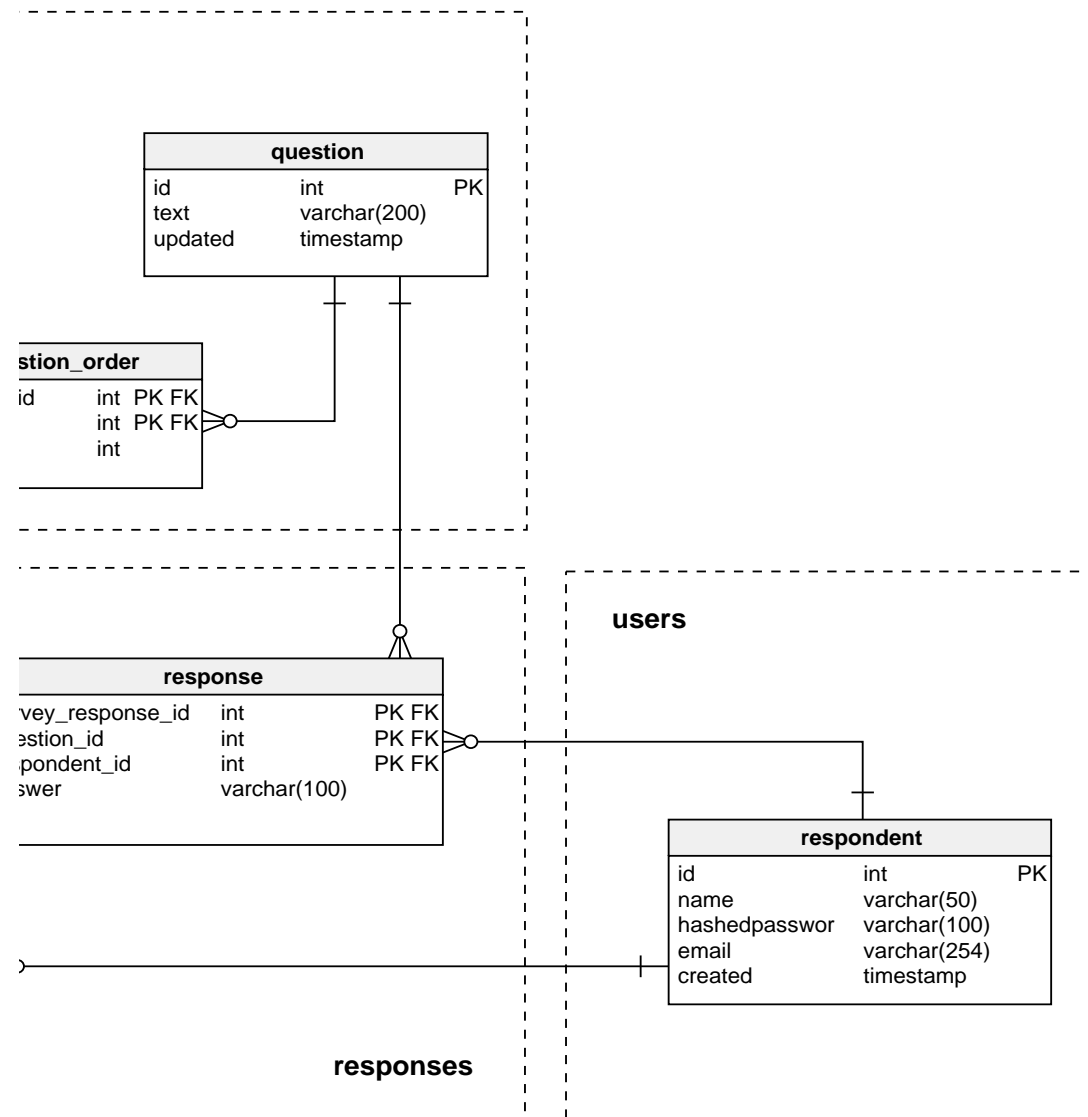 question
id int PK
text varchar(200)
updated timestamp
stion_order
id int PK FK
int PK FK
int
users
response
rvey_response_id int PK FK
estion_id int PK FK
pondent_id int PK FK
swer varchar(100)
respondent
id int PK
name varchar(50)
hashedpasswor varchar(100)
email varchar(254)
created timestamp
responses